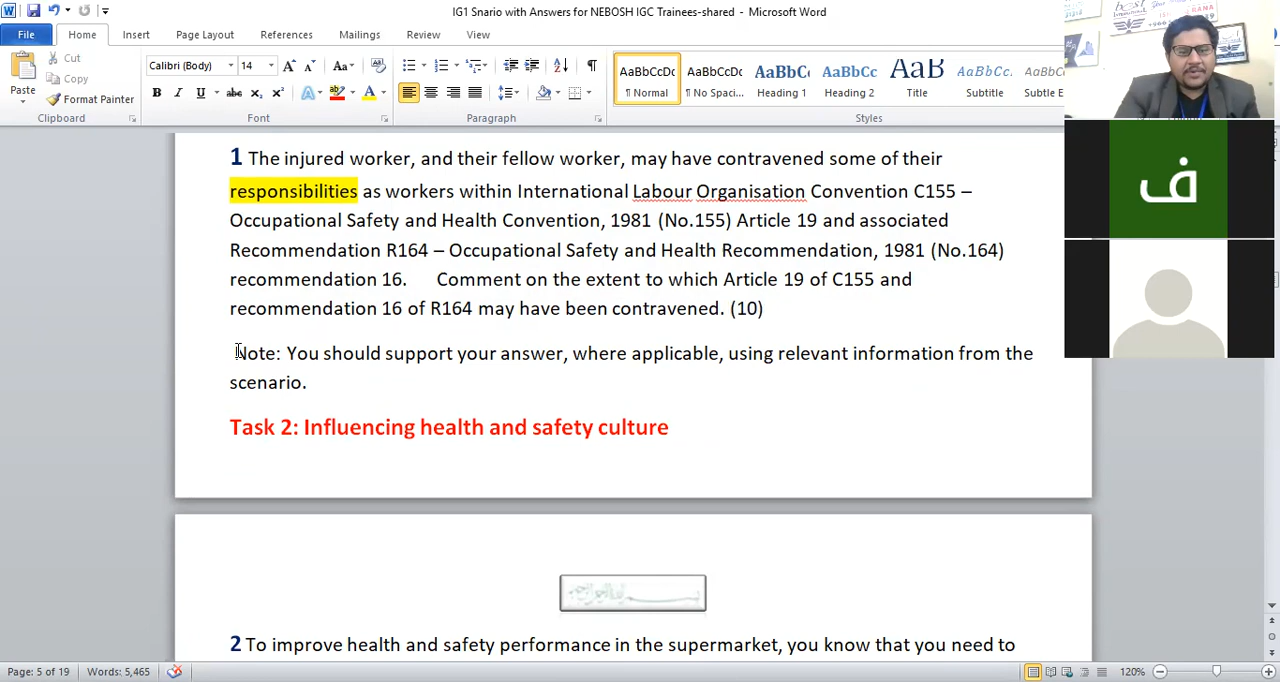 IG1 Snario with Answers for NEBOSH IGC Trainees-shared - Microsoft Word
File Home Insert Page Layout References Mailings Review View
Paste
Cut
Copy
Format Painter
Clipboard
Calibri (Body) 14
Font
Paragraph
AaBbCcDc AaBbCcDc AaBbC AaBbCc AaB AaBbCc. AaBbCcDc
¶ Normal ¶ No Spaci... Heading 1 Heading 2 Title Subtitle Subtle E
Styles
ف
1 The injured worker, and their fellow worker, may have contravened some of their
responsibilities as workers within International Labour Organisation Convention C155 –
Occupational Safety and Health Convention, 1981 (No.155) Article 19 and associated
Recommendation R164 – Occupational Safety and Health Recommendation, 1981 (No.164)
recommendation 16. Comment on the extent to which Article 19 of C155 and
recommendation 16 of R164 may have been contravened. (10)
Note: You should support your answer, where applicable, using relevant information from the
scenario.
Task 2: Influencing health and safety culture
2 To improve health and safety performance in the supermarket, you know that you need to
Page: 5 of 19 Words: 5,465 120%